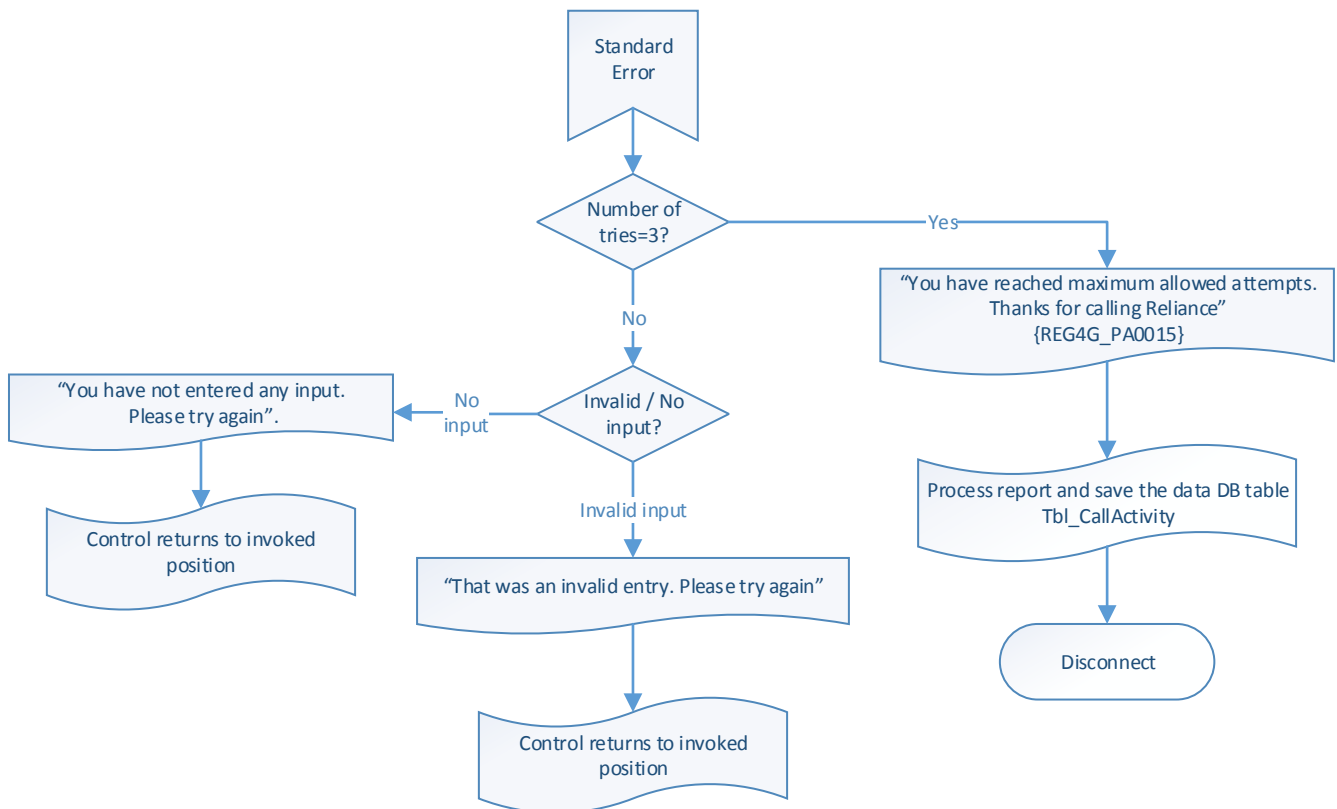 Standard
Error
Number of
tries=3?
Yes
“You have reached maximum allowed attempts.
Thanks for calling Reliance”
{REG4G_PA0015}
No
“You have not entered any input.
Please try again”.
No
input
Invalid / No
input?
Process report and save the data DB table
Tbl_CallActivity
Invalid input
Control returns to invoked
position
“That was an invalid entry. Please try again”
Disconnect
Control returns to invoked
position